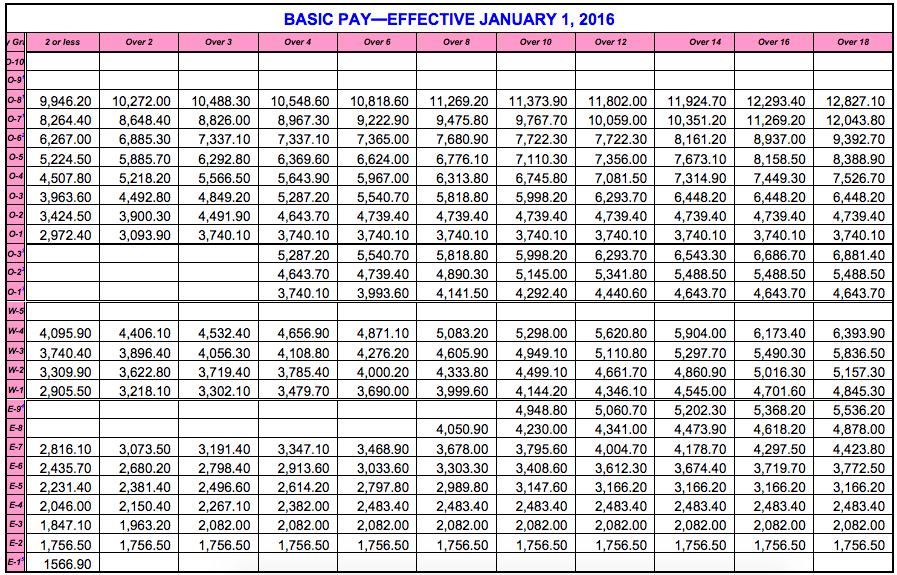 BASIC PAY—EFFECTIVE JANUARY 1, 2016
2 or less Over 2 Over 3 Over 4 Over 6 Over 8 Over 10 Over 12 Over 14 Over 16 Over 18
O-10
O-9
O-8 9,946.20 10,272.00 10,488.30 10,548.60 10,818.60 11,269.20 11,373.90 11,802.00 11,924.70 12,293.40 12,827.10
O-7 8,264.40 8,648.40 8,826.00 8,967.30 9,222.90 9,475.80 9,767.70 10,059.00 10,351.20 11,269.20 12,043.80
O-6 6,267.00 6,885.30 7,337.10 7,337.10 7,365.00 7,680.90 7,722.30 7,722.30 8,161.20 8,937.00 9,392.70
O-5 5,224.50 5,885.70 6,292.80 6,369.60 6,624.00 6,776.10 7,110.30 7,356.00 7,673.10 8,158.50 8,388.90
O-4 4,507.80 5,218.20 5,566.50 5,643.90 5,967.00 6,313.80 6,745.80 7,081.50 7,314.90 7,449.30 7,526.70
O-3 3,963.60 4,492.80 4,849.20 5,287.20 5,540.70 5,818.80 5,998.20 6,293.70 6,448.20 6,448.20 6,448.20
O-2 3,424.50 3,900.30 4,491.90 4,643.70 4,739.40 4,739.40 4,739.40 4,739.40 4,739.40 4,739.40 4,739.40
O-1 2,972.40 3,093.90 3,740.10 3,740.10 3,740.10 3,740.10 3,740.10 3,740.10 3,740.10 3,740.10 3,740.10
O-3 5,287.20 5,540.70 5,818.80 5,998.20 6,293.70 6,543.30 6,686.70 6,881.40
O-2 4,643.70 4,739.40 4,890.30 5,145.00 5,341.80 5,488.50 5,488.50 5,488.50
O-1 3,740.10 3,993.60 4,141.50 4,292.40 4,440.60 4,643.70 4,643.70 4,643.70
W-5
W-4 4,095.90 4,406.10 4,532.40 4,656.90 4,871.10 5,083.20 5,298.00 5,620.80 5,904.00 6,173.40 6,393.90
W-3 3,740.40 3,896.40 4,056.30 4,108.80 4,276.20 4,605.90 4,949.10 5,110.80 5,297.70 5,490.30 5,836.50
W-2 3,309.90 3,622.80 3,719.40 3,785.40 4,000.20 4,333.80 4,499.10 4,661.70 4,860.90 5,016.30 5,157.30
W-1 2,905.50 3,218.10 3,302.10 3,479.70 3,690.00 3,999.60 4,144.20 4,346.10 4,545.00 4,701.60 4,845.30
E-9 4,948.80 5,060.70 5,202.30 5,368.20 5,536.20
E-8 4,050.90 4,230.00 4,341.00 4,473.90 4,618.20 4,878.00
E-7 2,816.10 3,073.50 3,191.40 3,347.10 3,468.90 3,678.00 3,795.60 4,004.70 4,178.70 4,297.50 4,423.80
E-6 2,435.70 2,680.20 2,798.40 2,913.60 3,033.60 3,303.30 3,408.60 3,612.30 3,674.40 3,719.70 3,772.50
E-5 2,231.40 2,381.40 2,496.60 2,614.20 2,797.80 2,989.80 3,147.60 3,166.20 3,166.20 3,166.20 3,166.20
E-4 2,046.00 2,150.40 2,267.10 2,382.00 2,483.40 2,483.40 2,483.40 2,483.40 2,483.40 2,483.40 2,483.40
E-3 1,847.10 1,963.20 2,082.00 2,082.00 2,082.00 2,082.00 2,082.00 2,082.00 2,082.00 2,082.00 2,082.00
E-2 1,756.50 1,756.50 1,756.50 1,756.50 1,756.50 1,756.50 1,756.50 1,756.50 1,756.50 1,756.50 1,756.50
E-1 1566.90